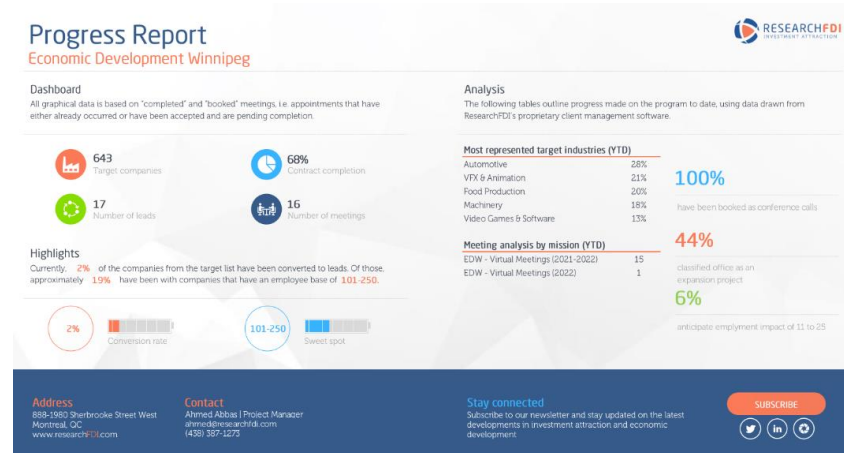 Progress Report
Economic Development Winnipeg
RESEARCHFDI
INVESTMENT ATTRACTION
Dashboard
All graphical data is based on "completed" and "booked" meetings, i.e. appointments that have
either already occurred or have been accepted and are pending completion.
643
Target companies
68%
Contract completion
17
Number of leads
16
Number of meetings
Highlights
Currently, 2% of the companies from the target list have been converted to leads. Of those,
approximately 19% have been with companies that have an employee base of 101-250.
2%
Conversion rate
101-250
Sweet spot
Analysis
The following tables outline progress made on the program to date, using data drawn from
ResearchFDI's proprietary client management software.
Most represented target industries (YTD)
Automotive 28%
VFX & Animation 21%
Food Production 20%
Machinery 18%
Video Games & Software 13%
Meeting analysis by mission (YTD)
EDW - Virtual Meetings (2021-2022) 15
EDW - Virtual Meetings (2022) 1
100%
have been booked as conference calls
44%
classified office as an
expansion project
6%
anticipate emplyment impact of 11 to 25
Address
888-1980 Sherbrooke Street West
Montreal, QC
www.researchFDI.com
Contact
Ahmed Abbas | Project Manager
ahmed@researchfdi.com
(438) 387-1273
Stay connected
Subscribe to our newsletter and stay updated on the latest
developments in investment attraction and economic
development
SUBSCRIBE